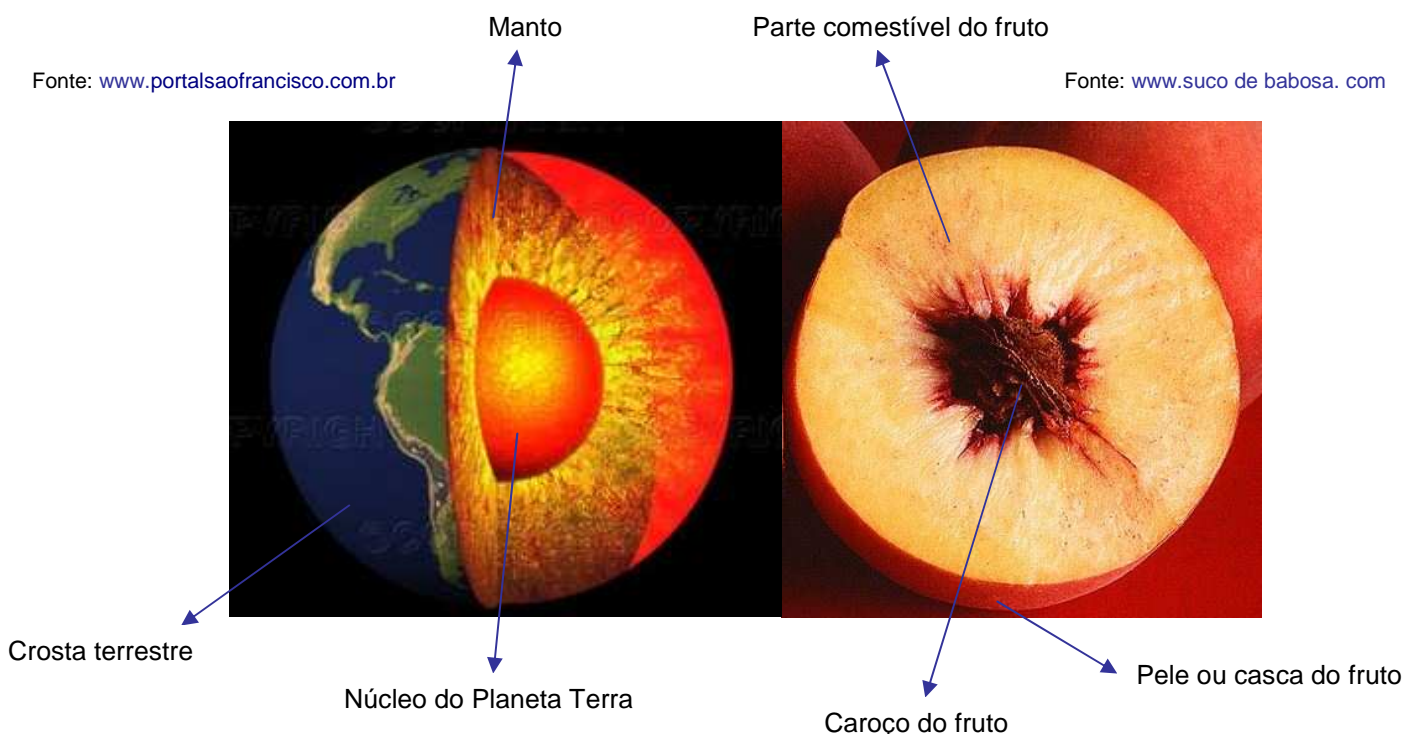 Manto
Parte comestível do fruto
Fonte: www.portalsaofrancisco.com.br
Fonte: www.suco de babosa. com
Crosta terrestre
Núcleo do Planeta Terra
Pele ou casca do fruto
Caroço do fruto